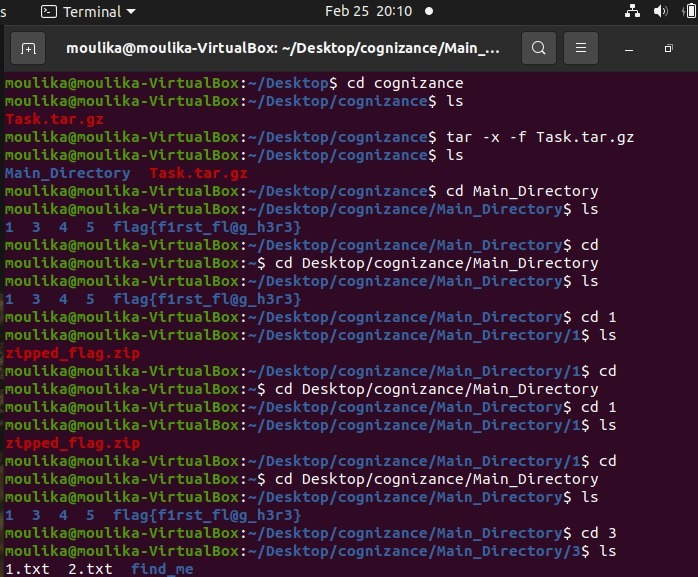 s Terminal Feb 25 20:10
moulika@moulika-VirtualBox: ~/Desktop/cognizance/Main_...
moulika@moulika-VirtualBox:~/Desktop$ cd cognizance
moulika@moulika-VirtualBox:~/Desktop/cognizance$ ls
Task.tar.gz
moulika@moulika-VirtualBox:~/Desktop/cognizance$ tar -x -f Task.tar.gz
moulika@moulika-VirtualBox:~/Desktop/cognizance$ ls
Main_Directory  Task.tar.gz
moulika@moulika-VirtualBox:~/Desktop/cognizance$ cd Main_Directory
moulika@moulika-VirtualBox:~/Desktop/cognizance/Main_Directory$ ls
1  3  4  5  flag{f1rst_fl@g_h3r3}
moulika@moulika-VirtualBox:~/Desktop/cognizance/Main_Directory$ cd
moulika@moulika-VirtualBox:~$ cd Desktop/cognizance/Main_Directory
moulika@moulika-VirtualBox:~/Desktop/cognizance/Main_Directory$ ls
1  3  4  5  flag{f1rst_fl@g_h3r3}
moulika@moulika-VirtualBox:~/Desktop/cognizance/Main_Directory$ cd 1
moulika@moulika-VirtualBox:~/Desktop/cognizance/Main_Directory/1$ ls
zipped_flag.zip
moulika@moulika-VirtualBox:~/Desktop/cognizance/Main_Directory/1$ cd
moulika@moulika-VirtualBox:~$ cd Desktop/cognizance/Main_Directory
moulika@moulika-VirtualBox:~/Desktop/cognizance/Main_Directory$ cd 1
moulika@moulika-VirtualBox:~/Desktop/cognizance/Main_Directory/1$ ls
zipped_flag.zip
moulika@moulika-VirtualBox:~/Desktop/cognizance/Main_Directory/1$ cd
moulika@moulika-VirtualBox:~$ cd Desktop/cognizance/Main_Directory
moulika@moulika-VirtualBox:~/Desktop/cognizance/Main_Directory$ ls
1  3  4  5  flag{f1rst_fl@g_h3r3}
moulika@moulika-VirtualBox:~/Desktop/cognizance/Main_Directory$ cd 3
moulika@moulika-VirtualBox:~/Desktop/cognizance/Main_Directory/3$ ls
1.txt  2.txt  find_me